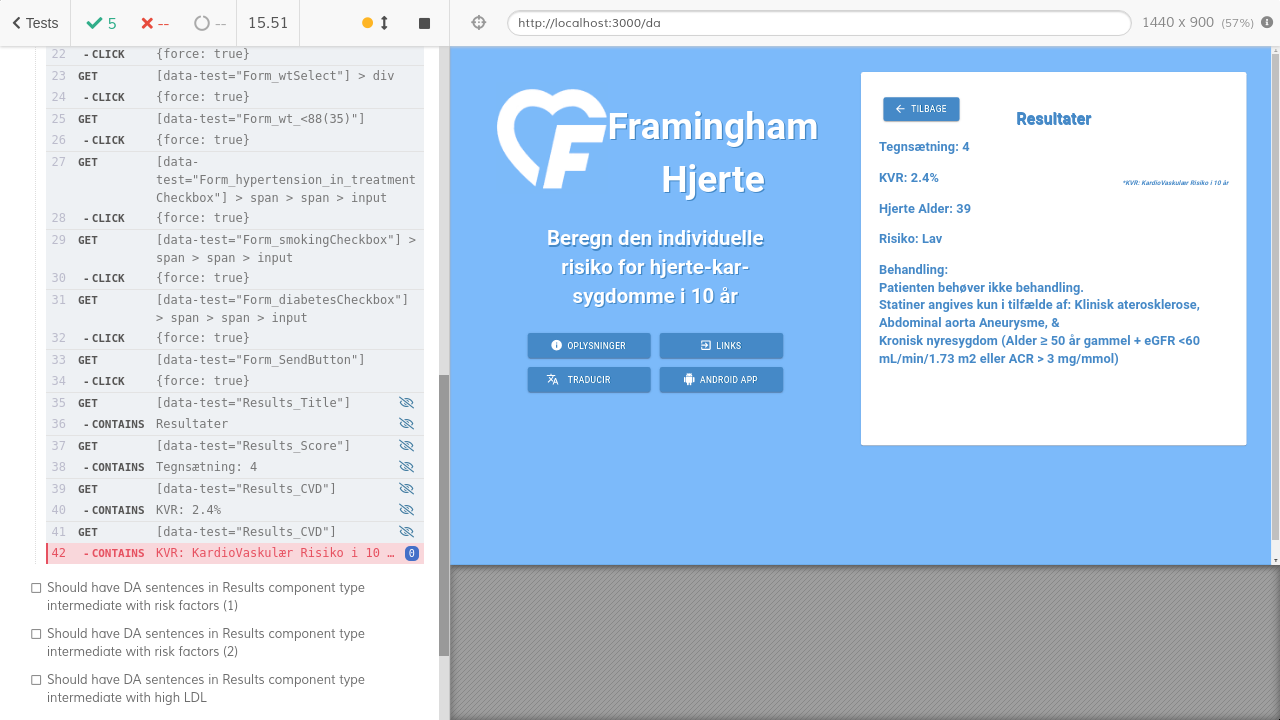 Tests
5
--
--
15.51
http://localhost:3000/da
1440 x 900 (57%)
22 -CLICK {force: true}
23 GET [data-test="Form_wtSelect"] > div
24 -CLICK {force: true}
25 GET [data-test="Form_wt_<88(35)"]
26 -CLICK {force: true}
27 GET [data-
test="Form_hypertension_in_treatment
Checkbox"] > span > span > input
28 -CLICK {force: true}
29 GET [data-test="Form_smokingCheckbox"] >
span > span > input
30 -CLICK {force: true}
31 GET [data-test="Form_diabetesCheckbox"]
> span > span > input
32 -CLICK {force: true}
33 GET [data-test="Form_SendButton"]
34 -CLICK {force: true}
35 GET [data-test="Results_Title"]
36 -CONTAINS Resultater
37 GET [data-test="Results_Score"]
38 -CONTAINS Tegnsætning: 4
39 GET [data-test="Results_CVD"]
40 -CONTAINS KVR: 2.4%
41 GET [data-test="Results_CVD"]
42 -CONTAINS KVR: KardioVaskulær Risiko i 10 … 0
Should have DA sentences in Results component type
intermediate with risk factors (1)
Should have DA sentences in Results component type
intermediate with risk factors (2)
Should have DA sentences in Results component type
intermediate with high LDL
F
Framingham
Hjerte
Beregn den individuelle
risiko for hjerte-kar-
sygdomme i 10 år
OPLYSNINGER
LINKS
TRADUCIR
ANDROID APP
TILBAGE
Resultater
Tegnsætning: 4
KVR: 2.4%
*KVR: KardioVaskulær Risiko i 10 år
Hjerte Alder: 39
Risiko: Lav
Behandling:
Patienten behøver ikke behandling.
Statiner angives kun i tilfælde af: Klinisk aterosklerose,
Abdominal aorta Aneurysme, &
Kronisk nyresygdom (Alder ≥ 50 år gammel + eGFR <60
mL/min/1.73 m2 eller ACR > 3 mg/mmol)